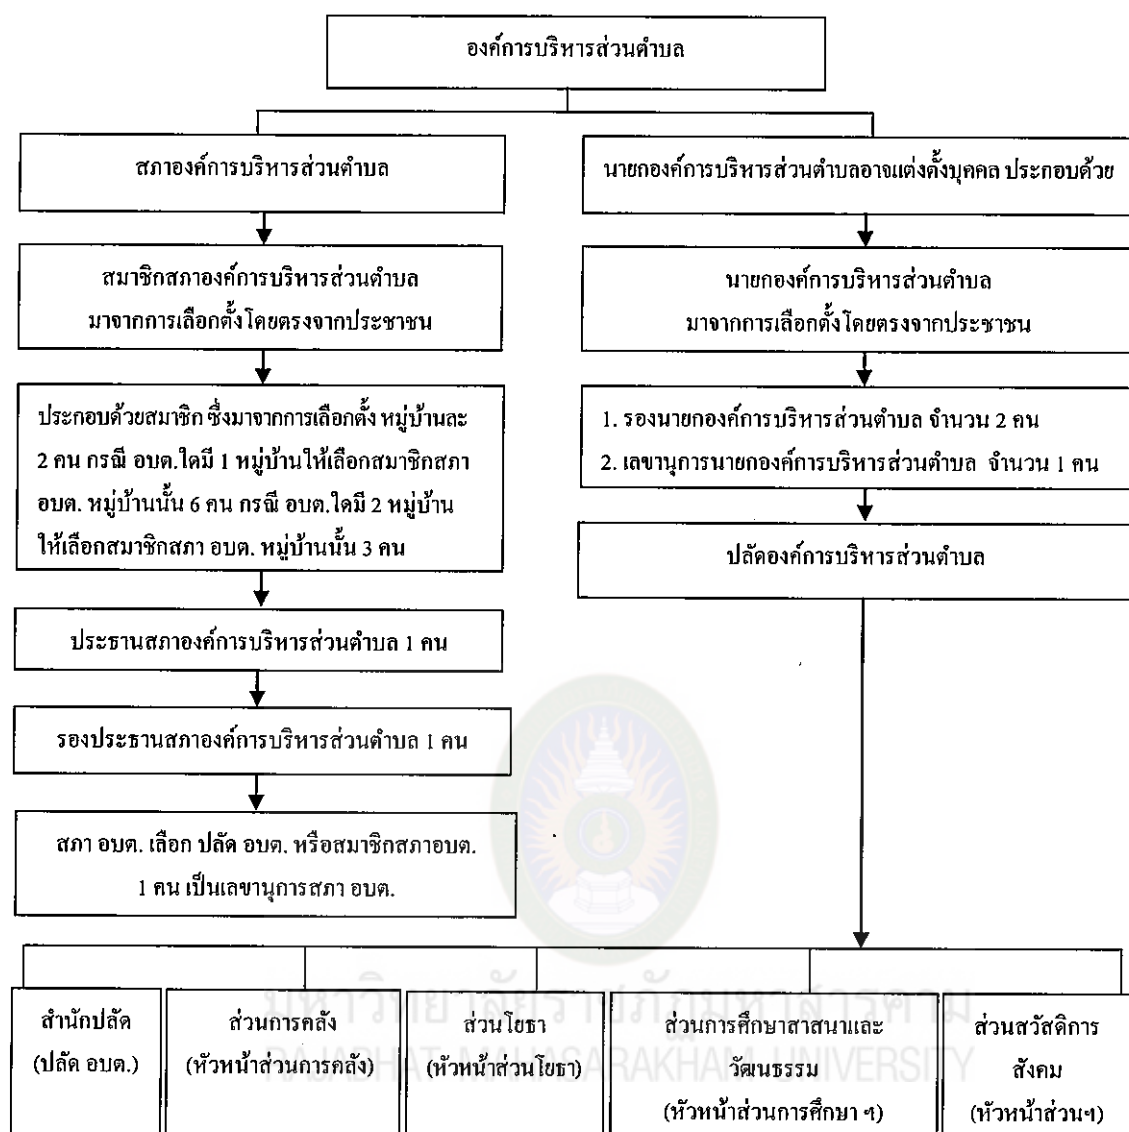 องค์การบริหารส่วนตำบล
สภาองค์การบริหารส่วนตำบล
สมาชิกสภาองค์การบริหารส่วนตำบล
มาจากการเลือกตั้งโดยตรงจากประชาชน
ประกอบด้วยสมาชิก ซึ่งมาจากการเลือกตั้ง หมู่บ้านละ
2 คน กรณี อบต.ใดมี 1 หมู่บ้านให้เลือกสมาชิกสภา
อบต. หมู่บ้านนั้น 6 คน กรณี อบต.ใดมี 2 หมู่บ้าน
ให้เลือกสมาชิกสภา อบต. หมู่บ้านนั้น 3 คน
ประธานสภาองค์การบริหารส่วนตำบล 1 คน
รองประธานสภาองค์การบริหารส่วนตำบล 1 คน
สภา อบต. เลือก ปลัด อบต. หรือสมาชิกสภาอบต.
1 คน เป็นเลขานุการสภา อบต.
นายกองค์การบริหารส่วนตำบลอาจแต่งตั้งบุคคล ประกอบด้วย
นายกองค์การบริหารส่วนตำบล
มาจากการเลือกตั้งโดยตรงจากประชาชน
1. รองนายกองค์การบริหารส่วนตำบล จำนวน 2 คน
2. เลขานุการนายกองค์การบริหารส่วนตำบล จำนวน 1 คน
ปลัดองค์การบริหารส่วนตำบล
สำนักปลัด
(ปลัด อบต.)
ส่วนการคลัง
(หัวหน้าส่วนการคลัง)
ส่วนโยธา
(หัวหน้าส่วนโยธา)
ส่วนการศึกษาศาสนาและ
วัฒนธรรม
(หัวหน้าส่วนการศึกษา ฯ)
ส่วนสวัสดิการ
สังคม
(หัวหน้าส่วนฯ)
มหาวิทยาลัยราชภัฏมหาสารคาม
RAJABHAT MAHASARAKHAM UNIVERSITY